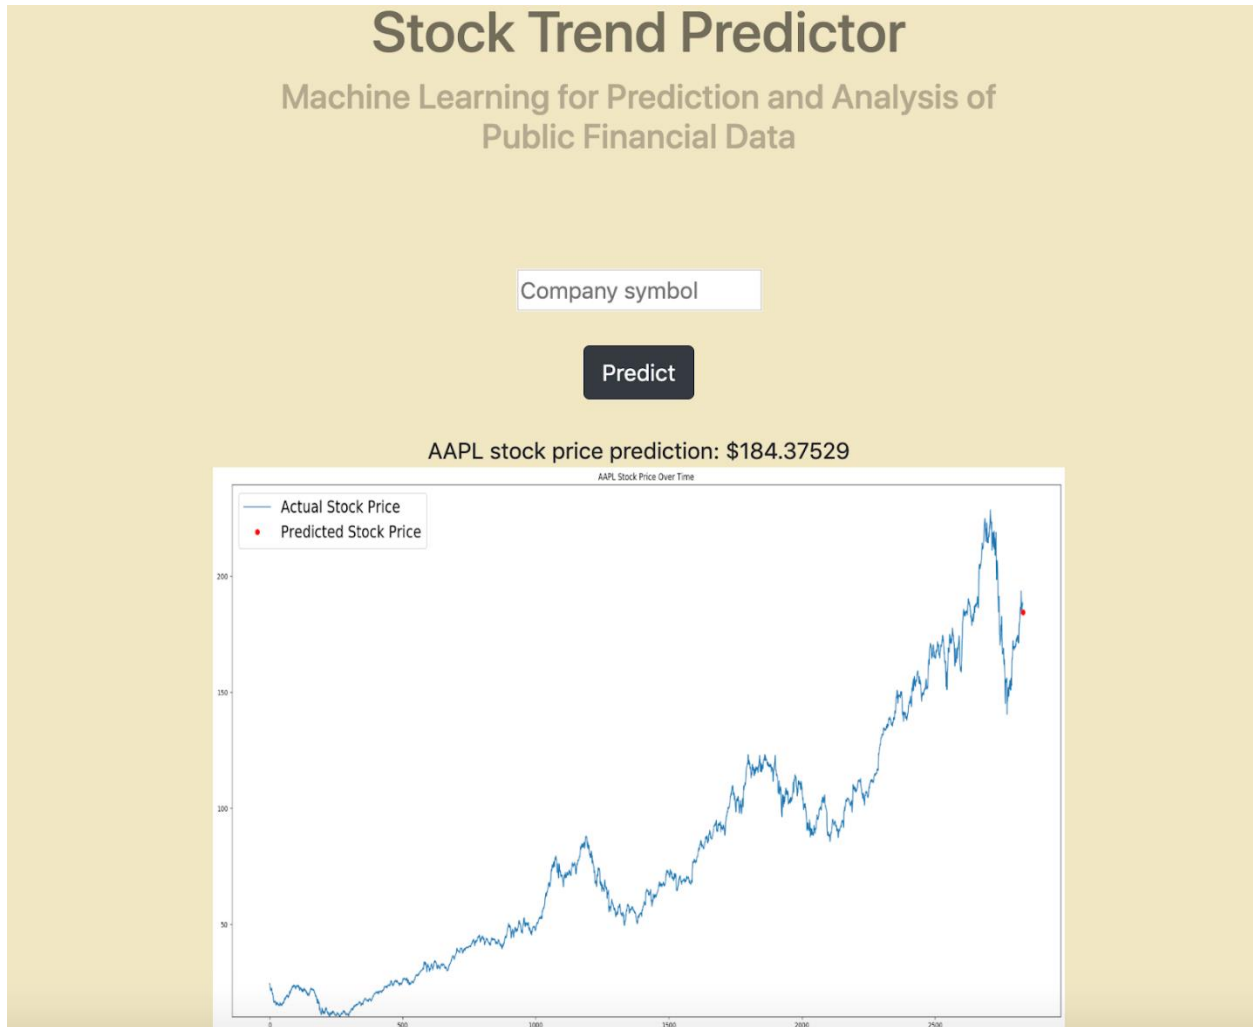 Stock Trend Predictor
Machine Learning for Prediction and Analysis of
Public Financial Data
Company symbol
Predict
AAPL stock price prediction: $184.37529
AAPL Stock Price Over Time
Actual Stock Price
Predicted Stock Price
200
150
100
50
0 500 1000 1500 2000 2500